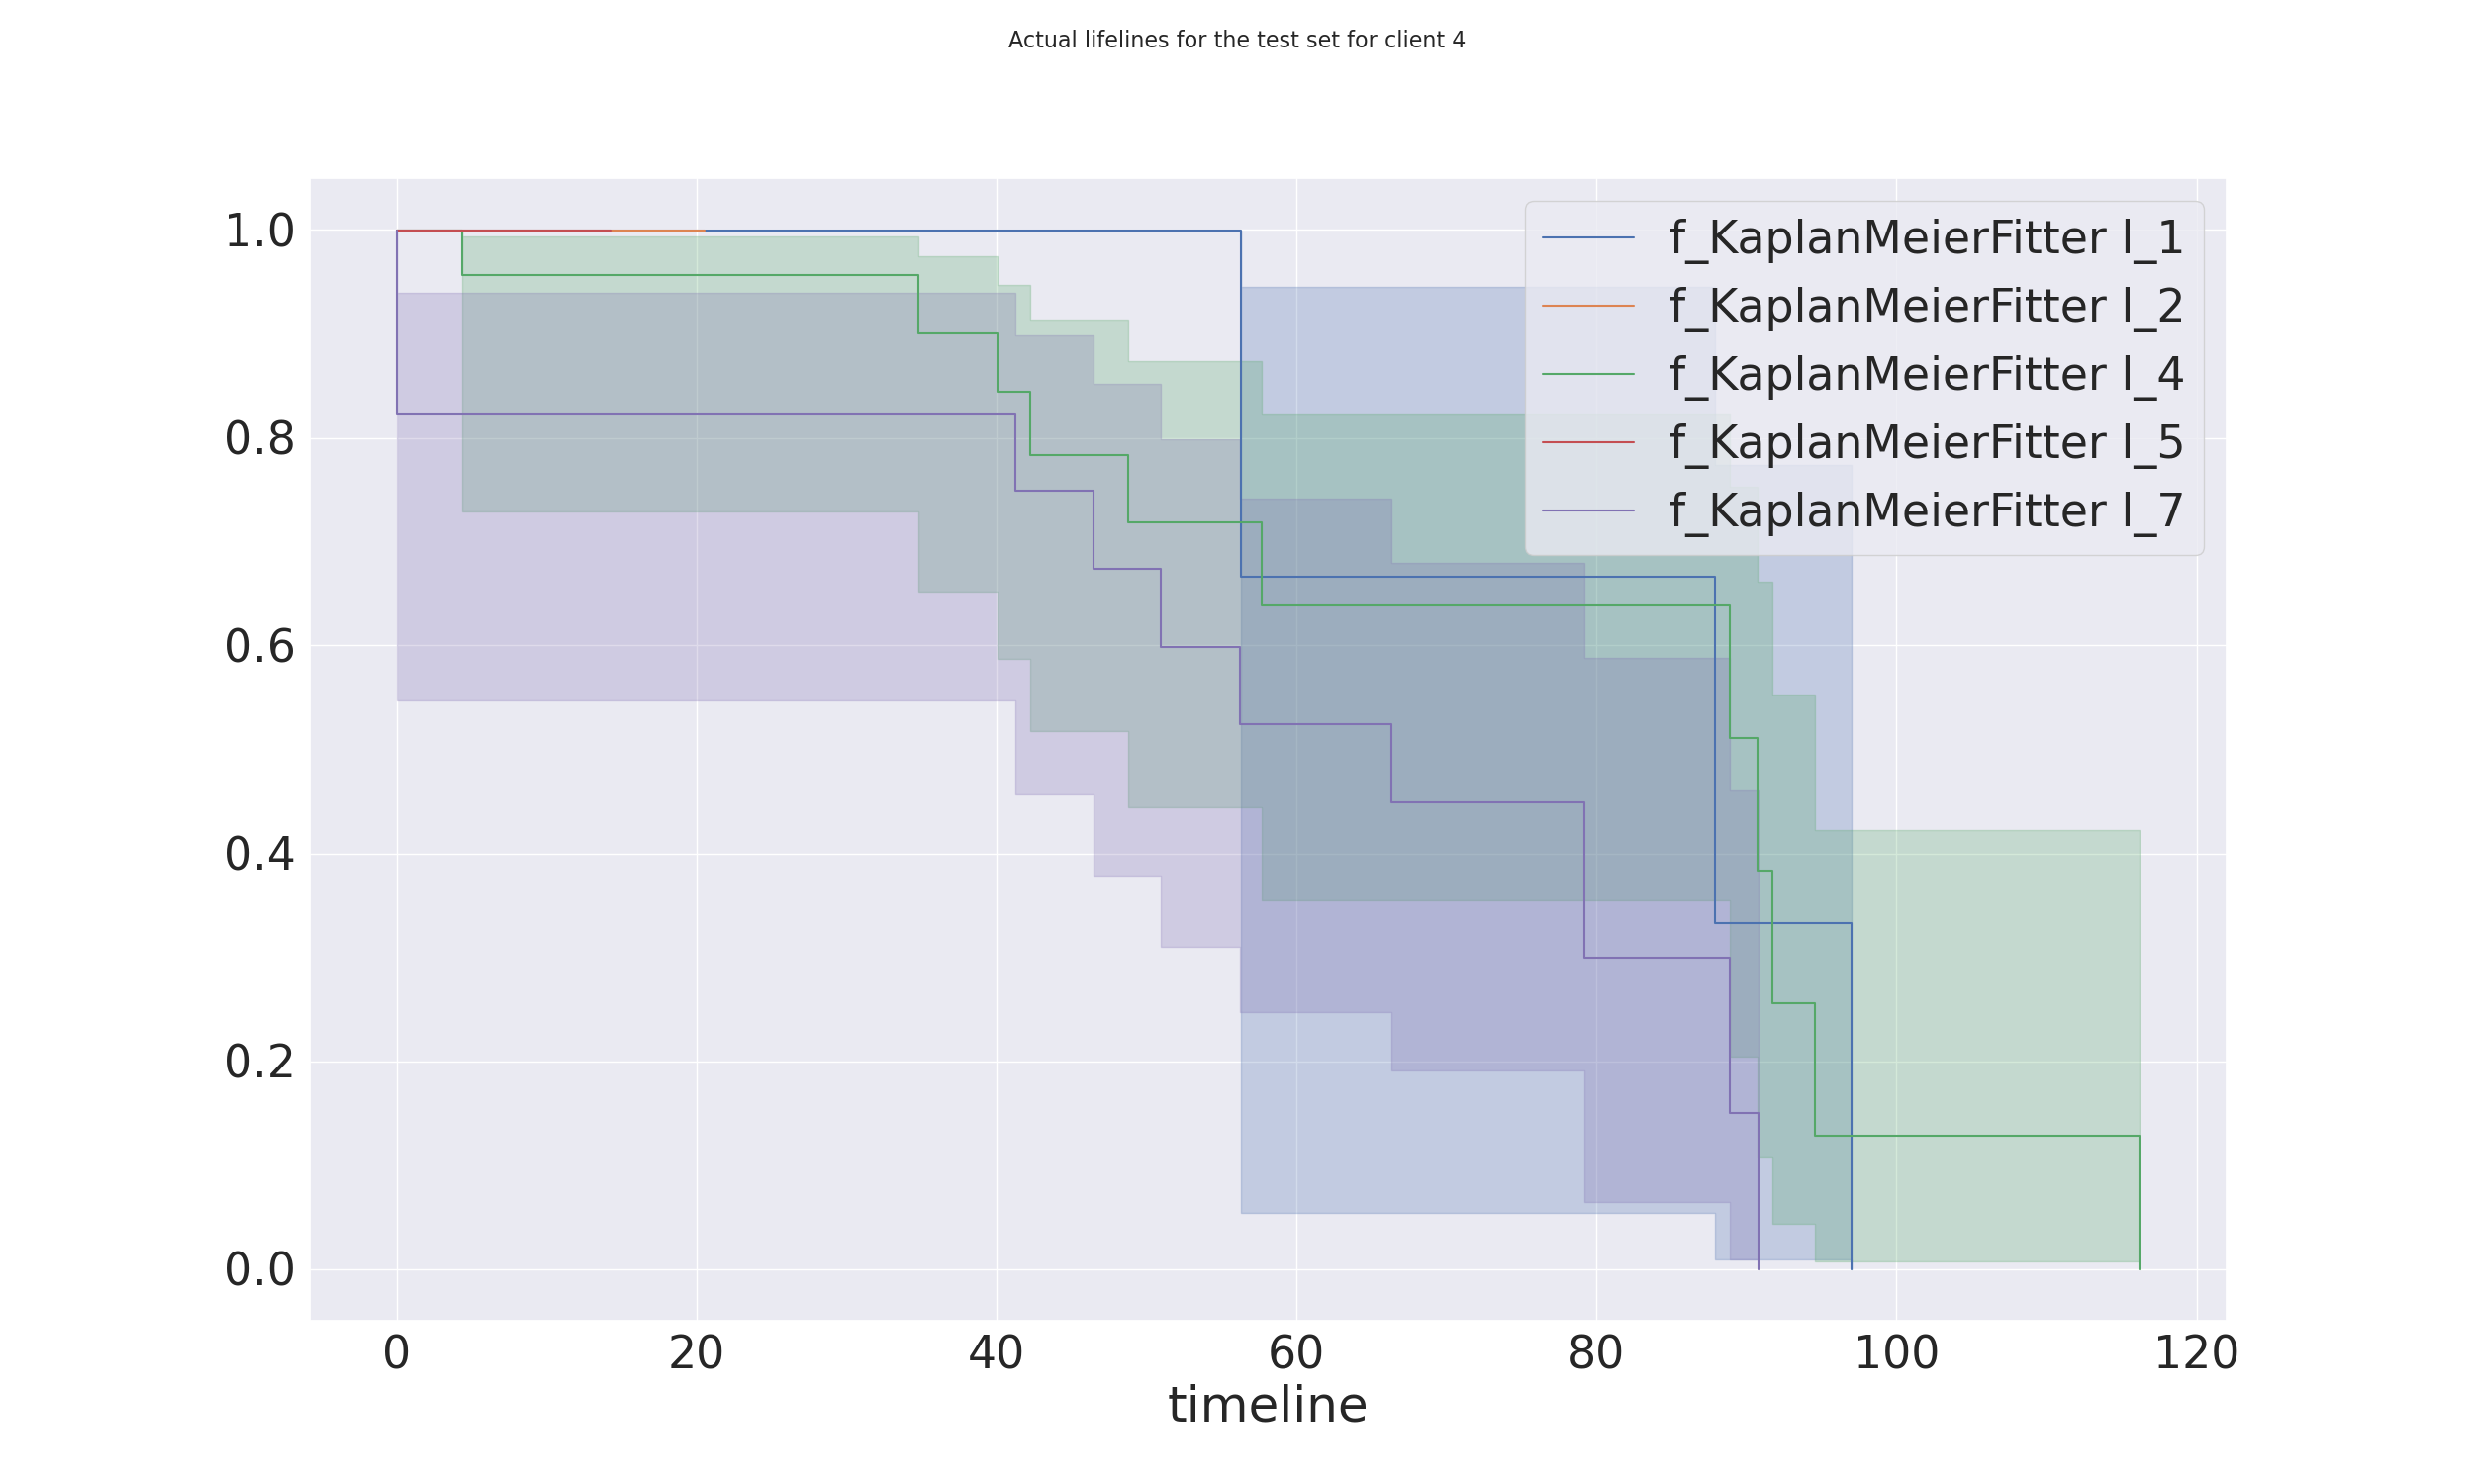 Actual lifelines for the test set for client 4
f_KaplanMeierFitter l_1
f_KaplanMeierFitter l_2
f_KaplanMeierFitter l_4
f_KaplanMeierFitter l_5
f_KaplanMeierFitter l_7
1.0
0.8
0.6
0.4
0.2
0.0
0 20 40 60 80 100 120
timeline